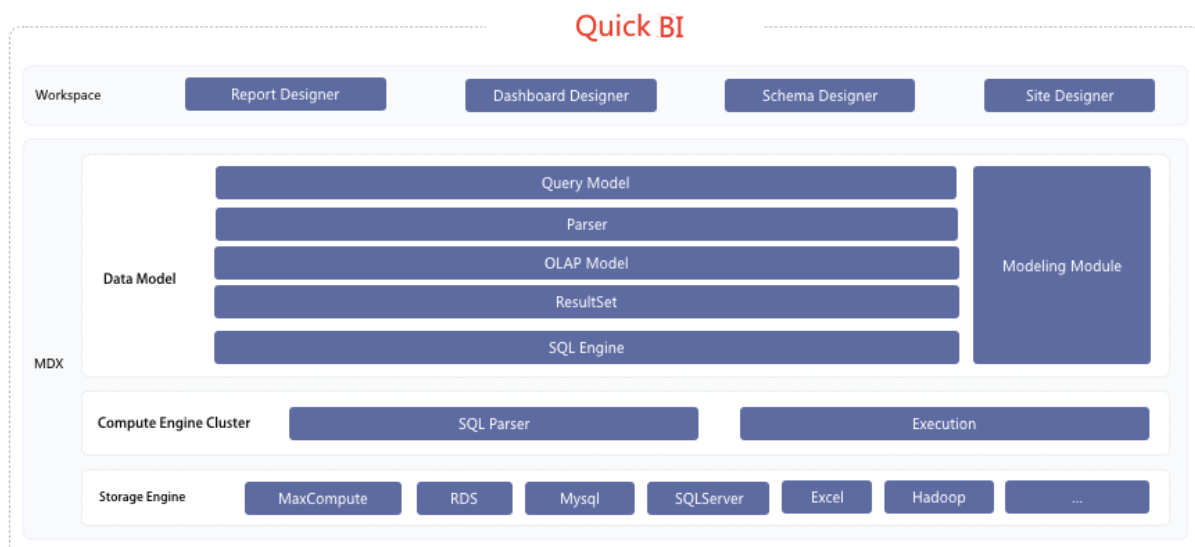 Quick BI
Workspace
Report Designer
Dashboard Designer
Schema Designer
Site Designer
MDX
Data Model
Query Model
Parser
OLAP Model
ResultSet
SQL Engine
Modeling Module
Compute Engine Cluster
SQL Parser
Execution
Storage Engine
MaxCompute
RDS
Mysql
SQLServer
Excel
Hadoop
...